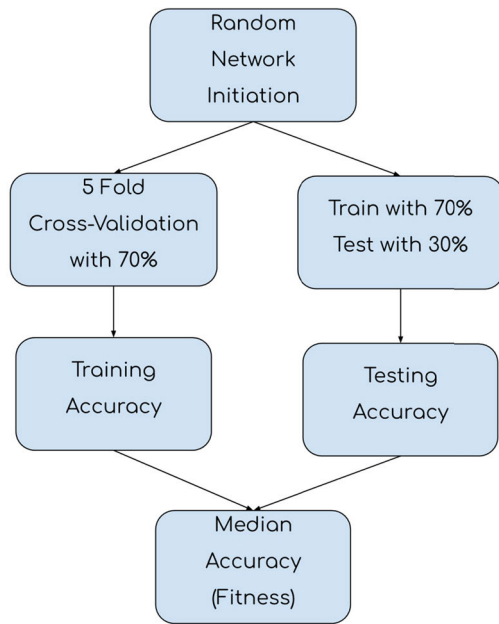 Random
Network
Initiation
5 Fold
Cross-Validation
with 70%
Train with 70%
Test with 30%
Training
Accuracy
Testing
Accuracy
Median
Accuracy
(Fitness)